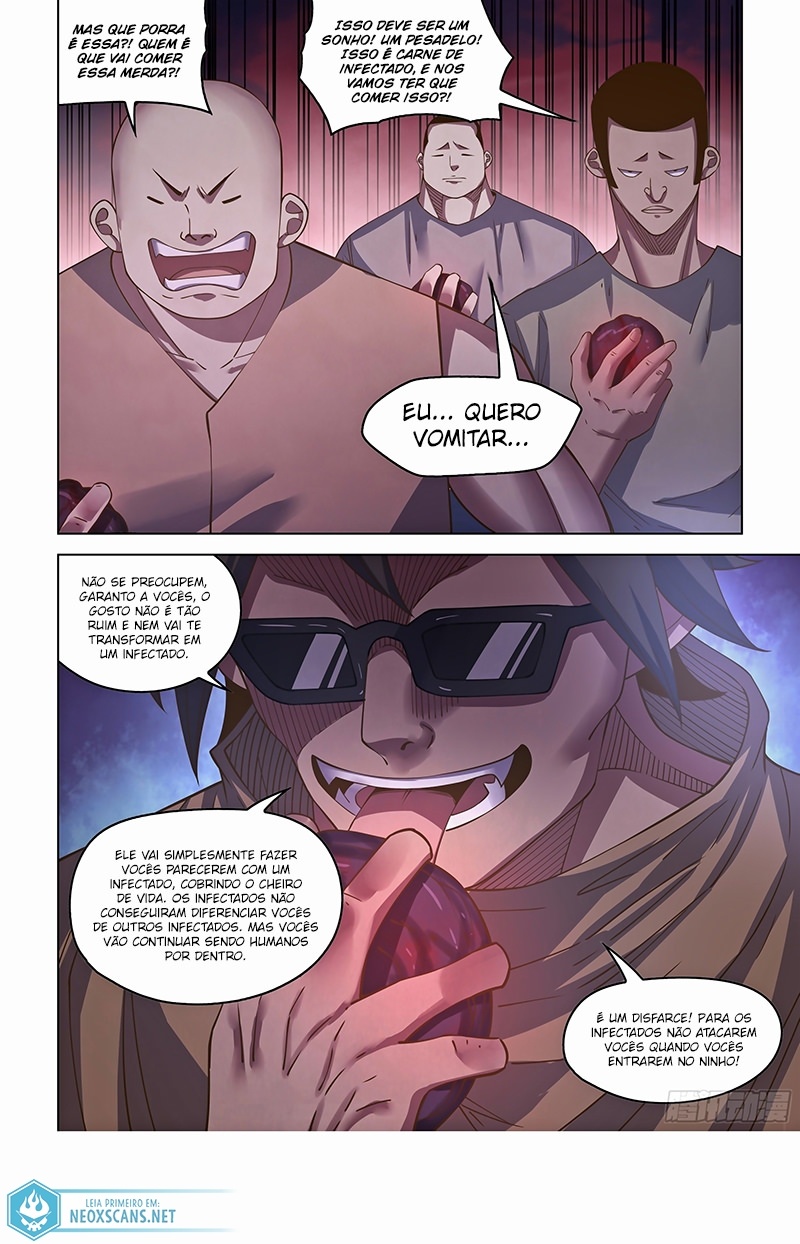 MAS QUE PORRA
É ESSA?! QUEM É
QUE VAI COMER
ESSA MERDA?!
ISSO DEVE SER UM
SONHO! UM PESADELO!
ISSO É CARNE DE
INFECTADO, E NOS
VAMOS TER QUE
COMER ISSO?!
EU... QUERO
VOMITAR...
NÃO SE PREOCUPEM,
GARANTO A VOCÊS, O
GOSTO NÃO É TÃO
RUIM E NEM VAI TE
TRANSFORMAR EM
UM INFECTADO.
ELE VAI SIMPLESMENTE FAZER
VOCÊS PARECEREM COM UM
INFECTADO, COBRINDO O CHEIRO
DE VIDA. OS INFECTADOS NÃO
CONSEGUIRAM DIFERENCIAR VOCÊS
DE OUTROS INFECTADOS. MAS VOCÊS
VÃO CONTINUAR SENDO HUMANOS
POR DENTRO.
É UM DISFARCE! PARA OS
INFECTADOS NÃO ATACAREM
VOCÊS QUANDO VOCÊS
ENTRAREM NO NINHO!
腾讯动漫
LEIA PRIMEIRO EM:
NEOXSCANS.NET